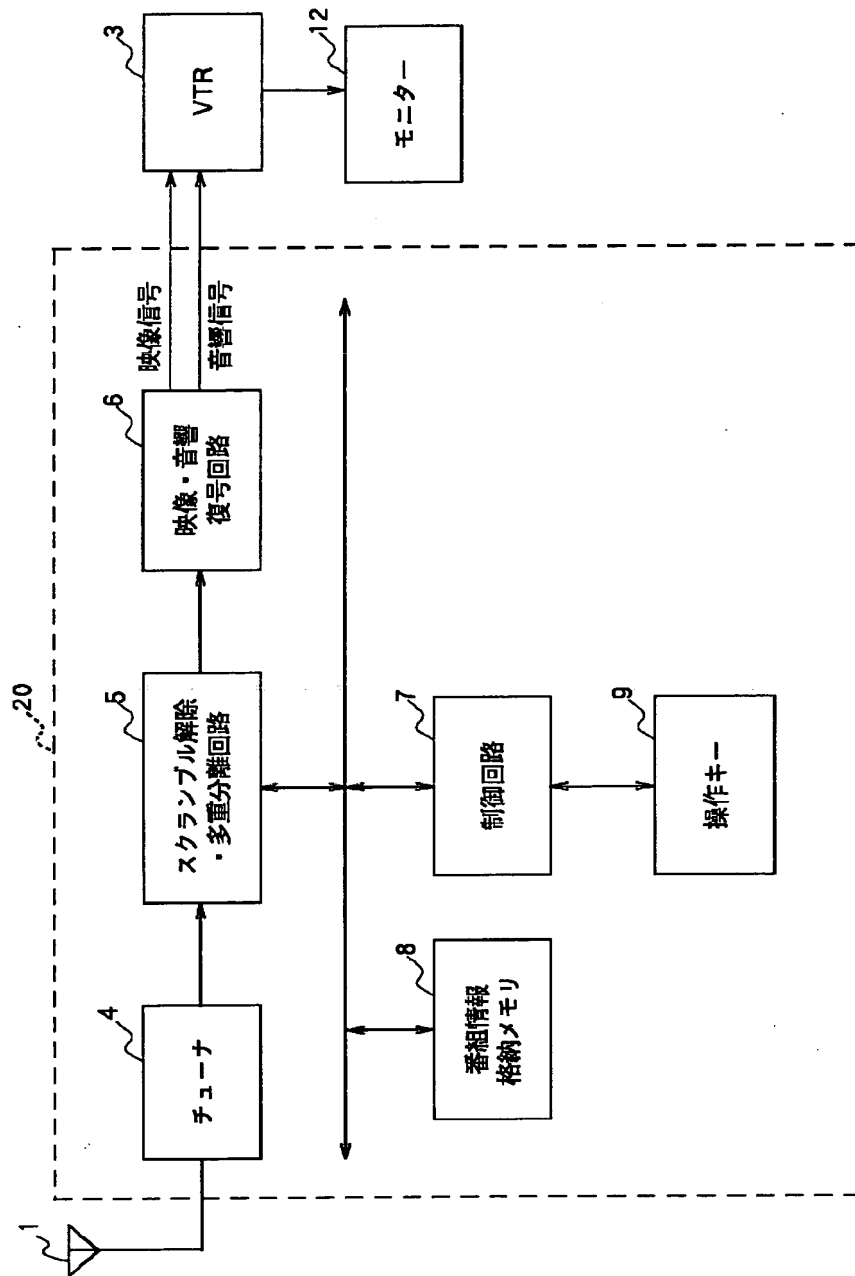 20
1
4
チューナ
5
スクランブル解除
・多重分離回路
6
映像・音響
復号回路
映像信号
音響信号
3
VTR
12
モニター
8
番組情報
格納メモリ
7
制御回路
9
操作キー